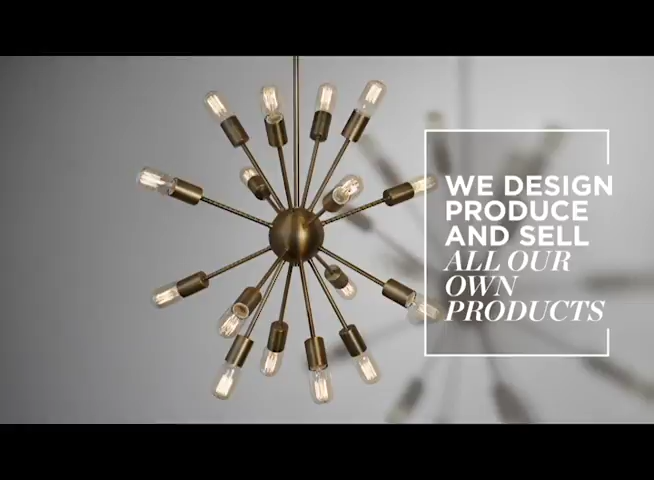 WE DESIGN
PRODUCE
AND SELL
ALL OUR
OWN
PRODUCTS